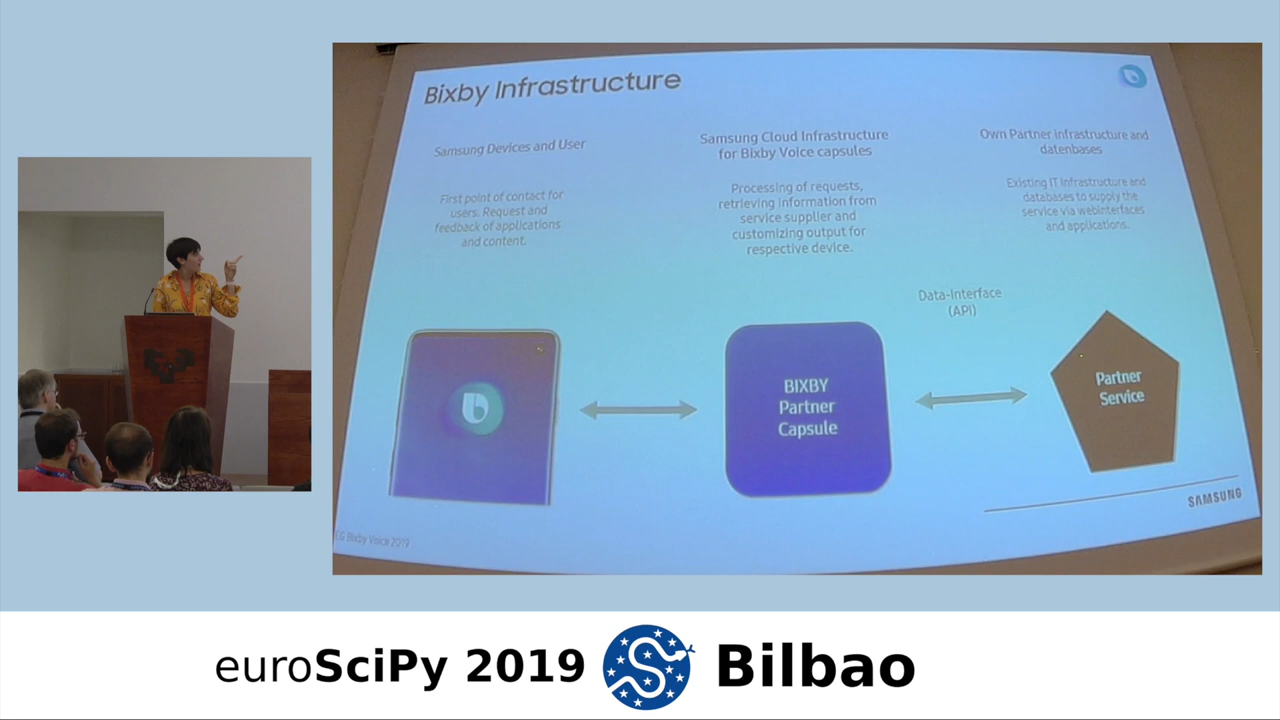 Bixby Infrastructure
Samsung Devices and User
First point of contact for
users. Request and
feedback of applications
and content.
Samsung Cloud Infrastructure
for Bixby Voice capsules
Processing of requests,
retrieving information from
service supplier and
customizing output for
respective device.
Own Partner infrastructure and
datenbases
Existing IT Infrastructure and
databases to supply the
service via webinterfaces
and applications.
Data-Interface
(API)
BIXBY
Partner
Capsule
Partner
Service
SAMSUNG
Bixby Voice 2019
euroSciPy 2019
Bilbao